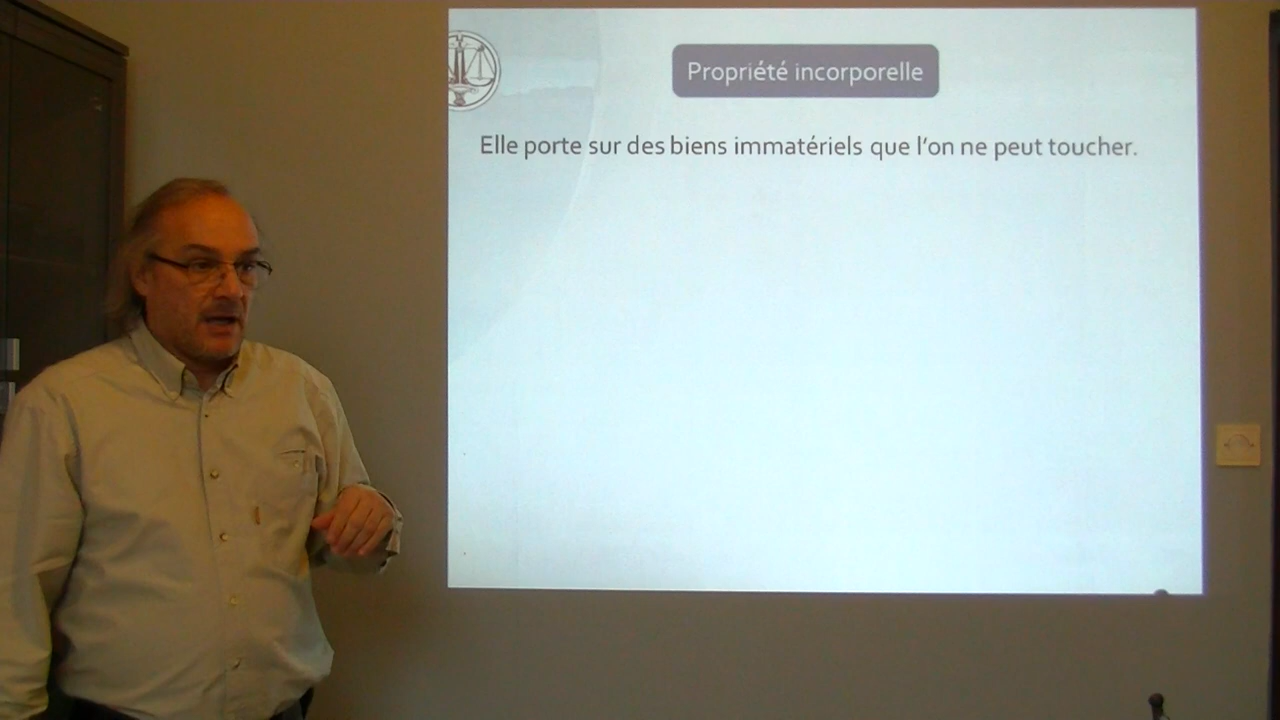 Propriété incorporelle
Elle porte sur des biens immatériels que l'on ne peut toucher.